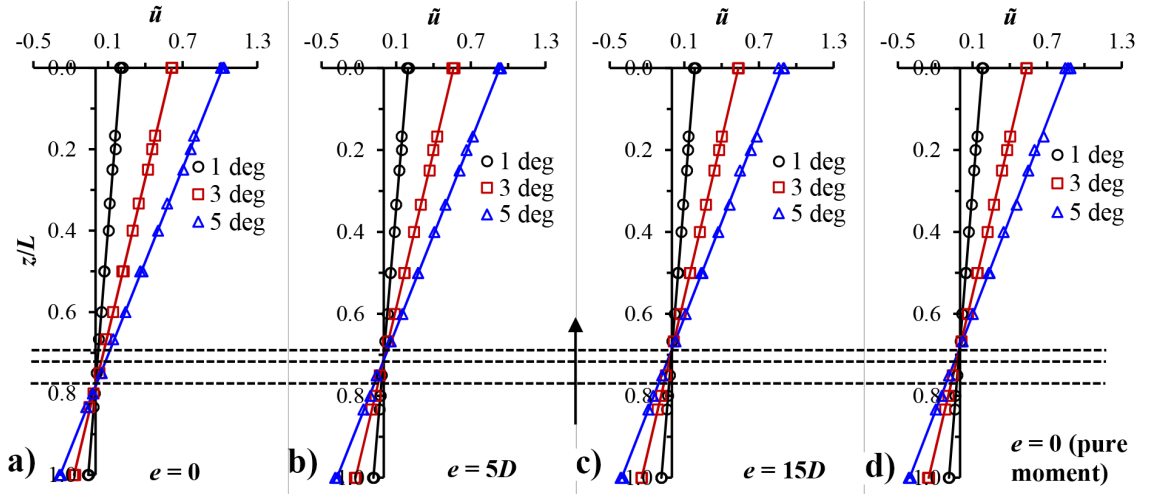 ũ
ũ
ũ
ũ
-0.5 0.1 0.7 1.3
-0.5 0.1 0.7 1.3
-0.5 0.1 0.7 1.3
-0.5 0.1 0.7 1.3
0.0
0.2
0.4
0.6
0.8
1.0
z/L
1 deg
3 deg
5 deg
a)
e = 0
0.0
0.2
0.4
0.6
0.8
1.0
1 deg
3 deg
5 deg
b)
e = 5D
0.0
0.2
0.4
0.6
0.8
1.0
1 deg
3 deg
5 deg
c)
e = 15D
0.0
0.2
0.4
0.6
0.8
1.0
1 deg
3 deg
5 deg
d)
e = 0 (pure
moment)